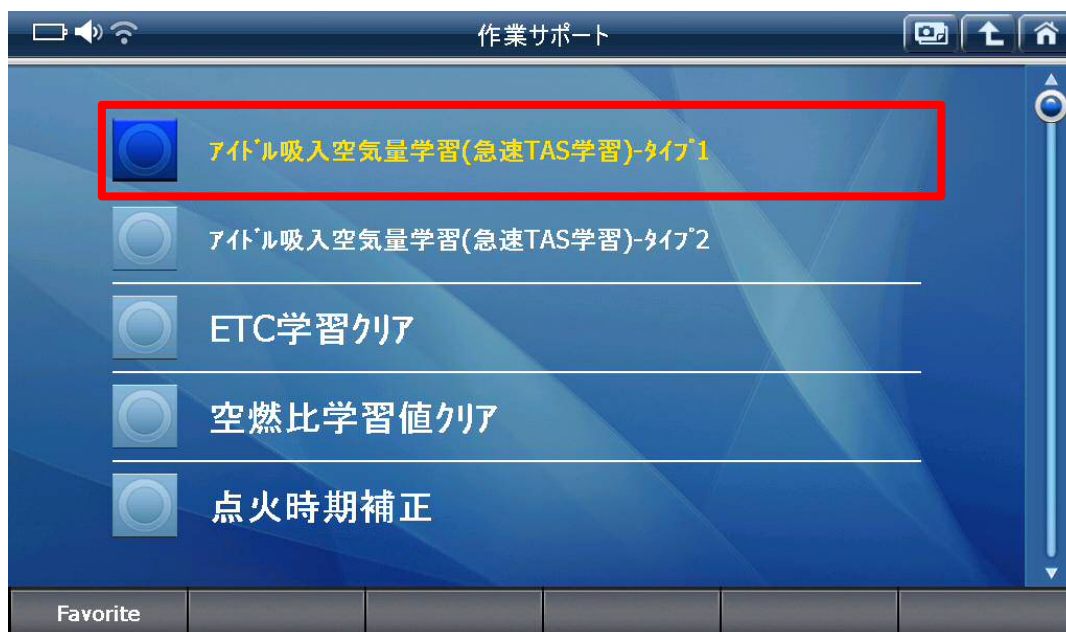 作業サポート
ｱｲﾄﾞﾙ吸入空気量学習(急速TAS学習)-ﾀｲﾌﾟ1
ｱｲﾄﾞﾙ吸入空気量学習(急速TAS学習)-ﾀｲﾌﾟ2
ETC学習ｸﾘｱ
空燃比学習値ｸﾘｱ
点火時期補正
Favorite